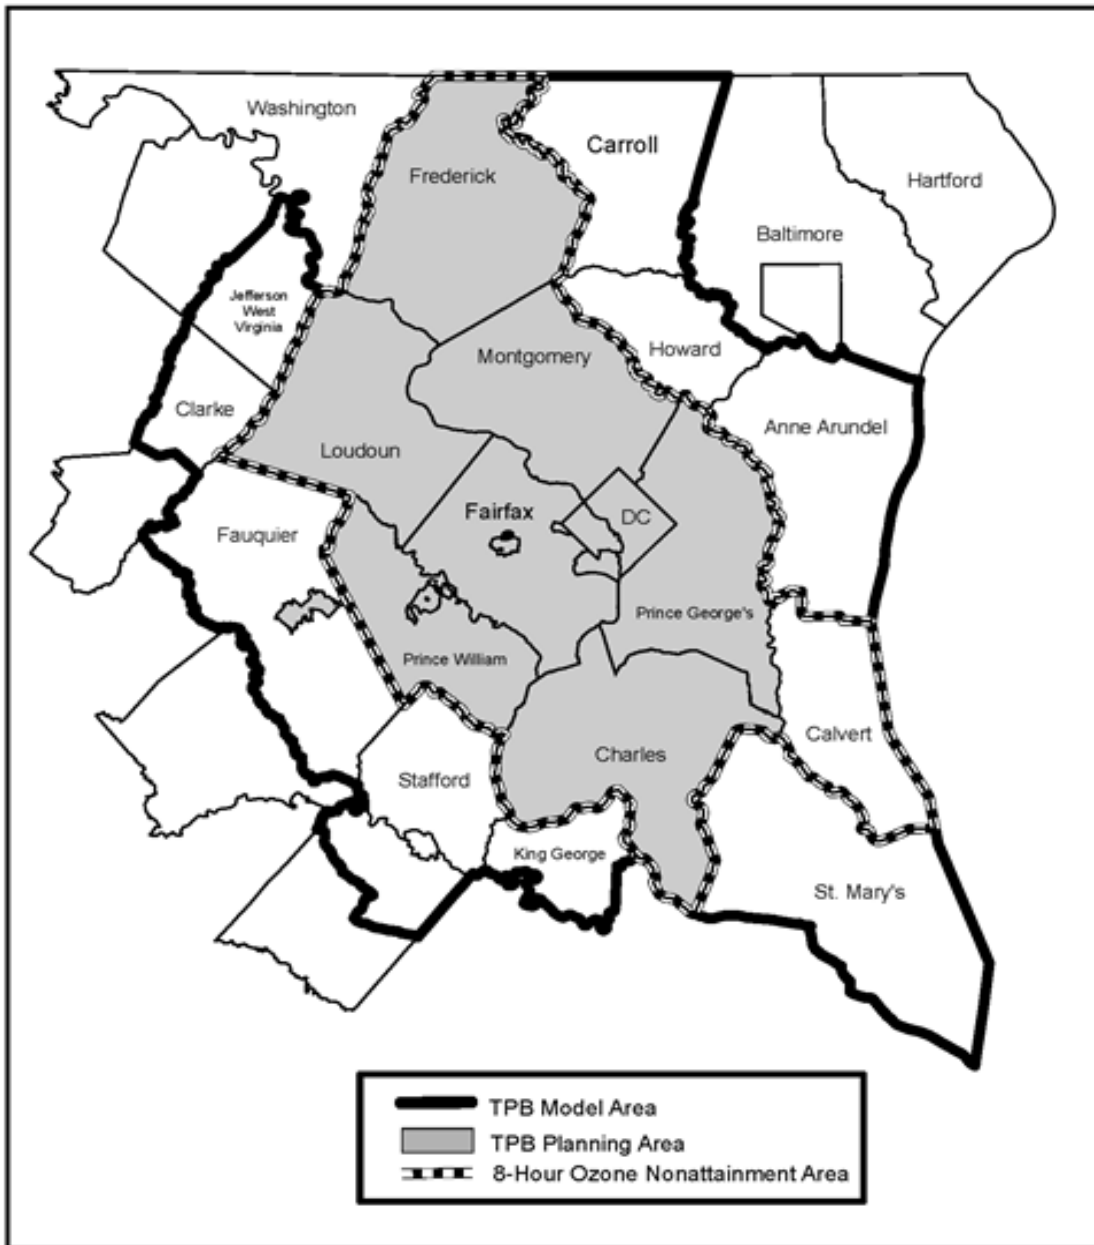 Washington
Carroll
Frederick
Hartford
Baltimore
Jefferson
West
Virginia
Montgomery
Howard
Clarke
Anne Arundel
Loudoun
Fairfax
DC
Fauquier
Prince George's
Prince William
Calvert
Charles
Stafford
King George
St. Mary's
TPB Model Area
TPB Planning Area
8-Hour Ozone Nonattainment Area